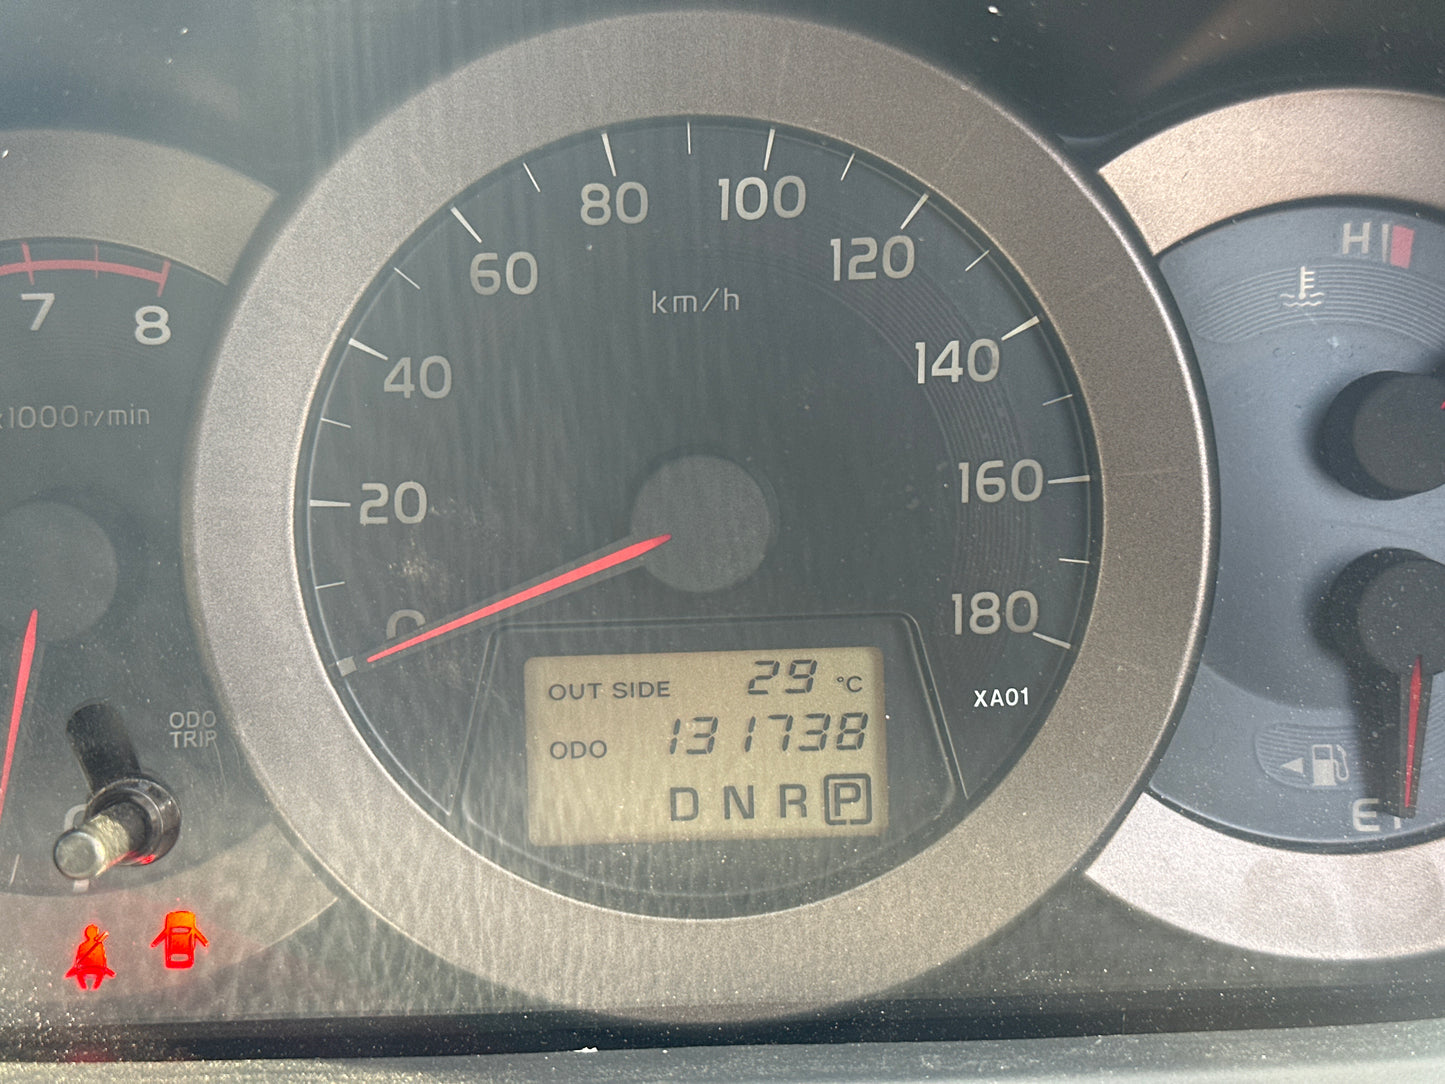 80 100
60 120
km/h
H
7 8
40 140
x1000r/min
20 160
0 180
OUT SIDE 29 °C
XA01
ODO
TRIP
ODO 131738
D N R P
E